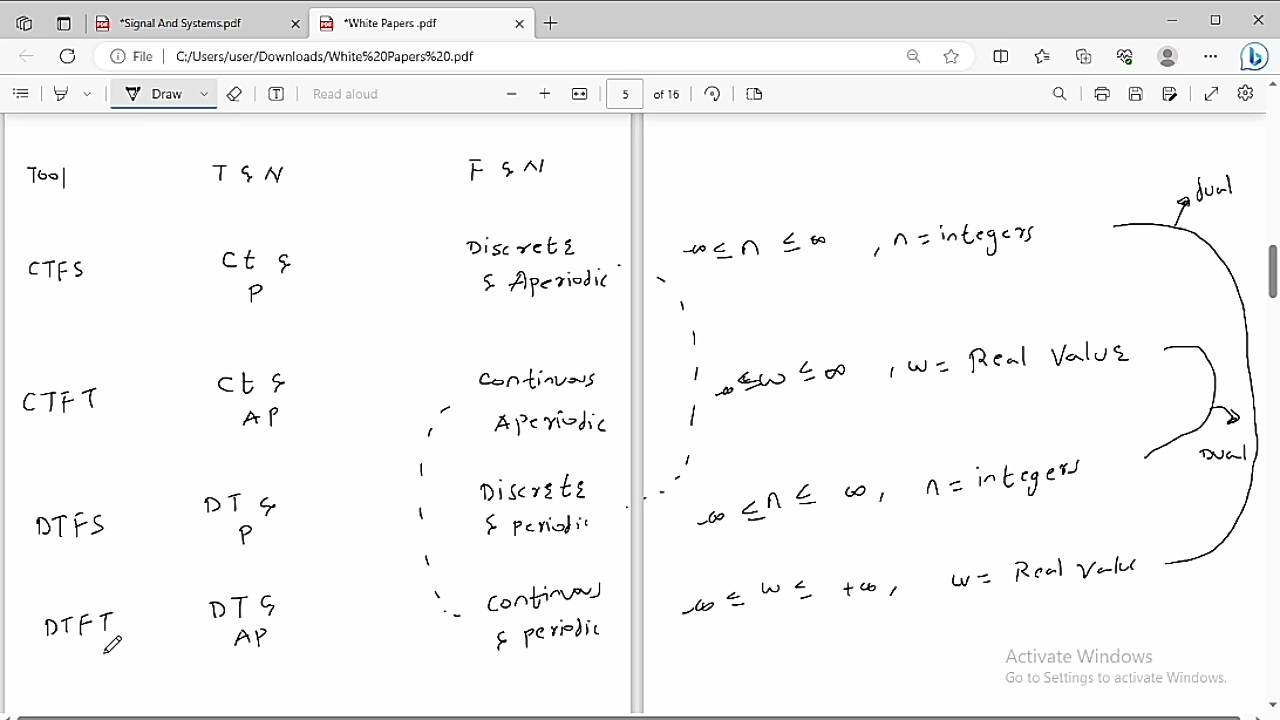 *Signal And Systems.pdf
*White Papers .pdf
File C:/Users/user/Downloads/White%20Papers%20.pdf
Draw Read aloud 5 of 16
Tool T & N F & N
dual
CTFS Ct & P Discrete & Aperiodic -∞ ≤ n ≤ ∞ , n = integers
CTFT Ct & AP Continuous Aperiodic -∞ ≤ w ≤ ∞ , w = Real Value
Dual
DTFS DT & P Discrete & periodic -∞ ≤ n ≤ ∞, n = integers
DTFT DT & AP Continuous & periodic -∞ ≤ w ≤ +∞, w = Real Value
Activate Windows
Go to Settings to activate Windows.